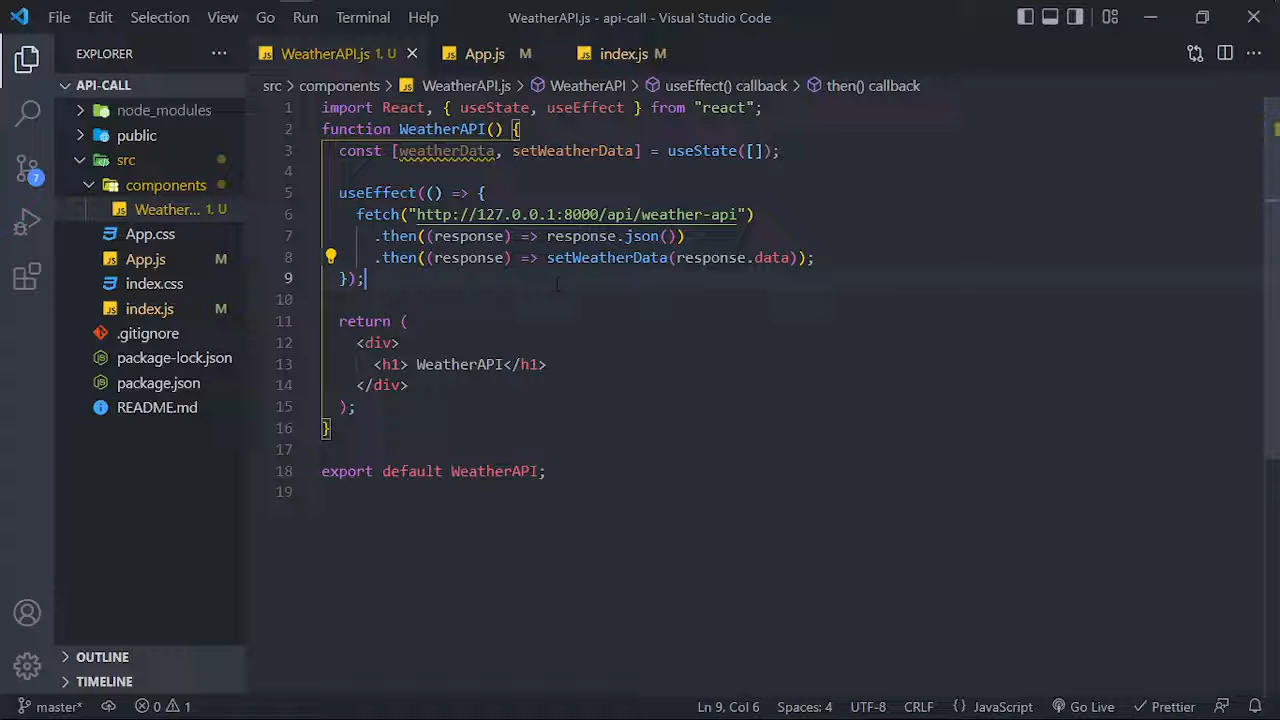 File Edit Selection View Go Run Terminal Help WeatherAPI.js - api-call - Visual Studio Code
EXPLORER
WeatherAPI.js 1, U
App.js M
index.js M
API-CALL
node_modules
public
src
components
Weather... 1, U
App.css
App.js M
index.css
index.js M
.gitignore
package-lock.json
package.json
README.md
OUTLINE
TIMELINE
7
src > components > WeatherAPI.js > WeatherAPI > useEffect() callback > then() callback
1 import React, { useState, useEffect } from "react";
2 function WeatherAPI() {
3 const [weatherData, setWeatherData] = useState([]);
4
5 useEffect(() => {
6 fetch("http://127.0.0.1:8000/api/weather-api")
7 .then((response) => response.json())
8 .then((response) => setWeatherData(response.data));
9 });
10
11 return (
12 <div>
13 <h1> WeatherAPI</h1>
14 </div>
15 );
16 }
17
18 export default WeatherAPI;
19
master* 0 1 Ln 9, Col 6 Spaces: 4 UTF-8 CRLF {} JavaScript Go Live Prettier